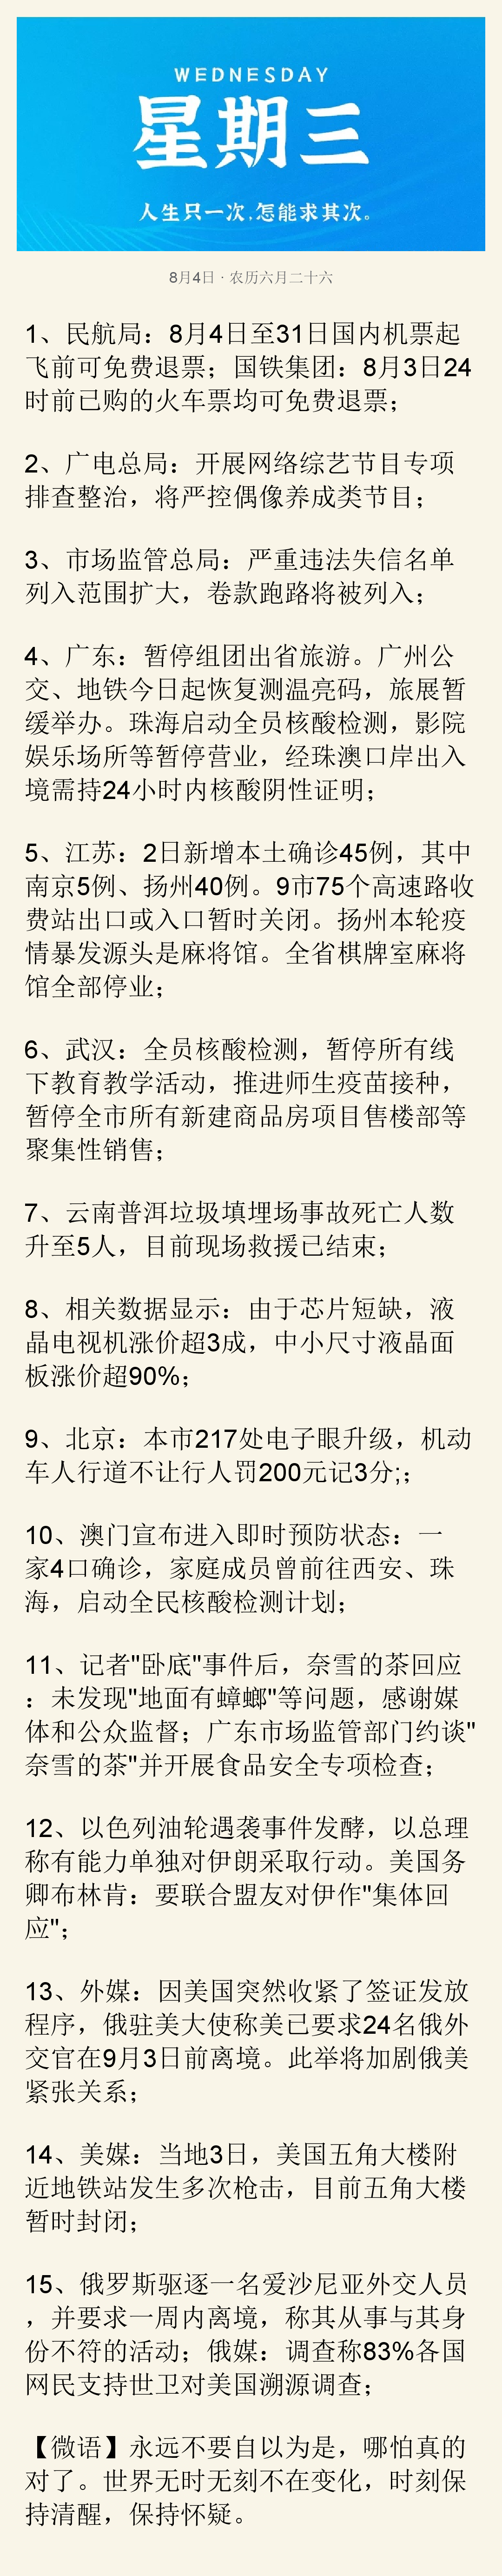 WEDNESDAY
星期三
人生只一次,怎能求其次。
8月4日 · 农历六月二十六
1、民航局：8月4日至31日国内机票起
飞前可免费退票；国铁集团：8月3日24
时前已购的火车票均可免费退票；
2、广电总局：开展网络综艺节目专项
排查整治，将严控偶像养成类节目；
3、市场监管总局：严重违法失信名单
列入范围扩大，卷款跑路将被列入；
4、广东：暂停组团出省旅游。广州公
交、地铁今日起恢复测温亮码，旅展暂
缓举办。珠海启动全员核酸检测，影院
娱乐场所等暂停营业，经珠澳口岸出入
境需持24小时内核酸阴性证明；
5、江苏：2日新增本土确诊45例，其中
南京5例、扬州40例。9市75个高速路收
费站出口或入口暂时关闭。扬州本轮疫
情暴发源头是麻将馆。全省棋牌室麻将
馆全部停业；
6、武汉：全员核酸检测，暂停所有线
下教育教学活动，推进师生疫苗接种，
暂停全市所有新建商品房项目售楼部等
聚集性销售；
7、云南普洱垃圾填埋场事故死亡人数
升至5人，目前现场救援已结束；
8、相关数据显示：由于芯片短缺，液
晶电视机涨价超3成，中小尺寸液晶面
板涨价超90%；
9、北京：本市217处电子眼升级，机动
车人行道不让行人罚200元记3分;；
10、澳门宣布进入即时预防状态：一
家4口确诊，家庭成员曾前往西安、珠
海，启动全民核酸检测计划；
11、记者"卧底"事件后，奈雪的茶回应
：未发现"地面有蟑螂"等问题，感谢媒
体和公众监督；广东市场监管部门约谈"
奈雪的茶"并开展食品安全专项检查；
12、以色列油轮遇袭事件发酵，以总理
称有能力单独对伊朗采取行动。美国务
卿布林肯：要联合盟友对伊作"集体回
应"；
13、外媒：因美国突然收紧了签证发放
程序，俄驻美大使称美已要求24名俄外
交官在9月3日前离境。此举将加剧俄美
紧张关系；
14、美媒：当地3日，美国五角大楼附
近地铁站发生多次枪击，目前五角大楼
暂时封闭；
15、俄罗斯驱逐一名爱沙尼亚外交人员
，并要求一周内离境，称其从事与其身
份不符的活动；俄媒：调查称83%各国
网民支持世卫对美国溯源调查；
【微语】永远不要自以为是，哪怕真的
对了。世界无时无刻不在变化，时刻保
持清醒，保持怀疑。